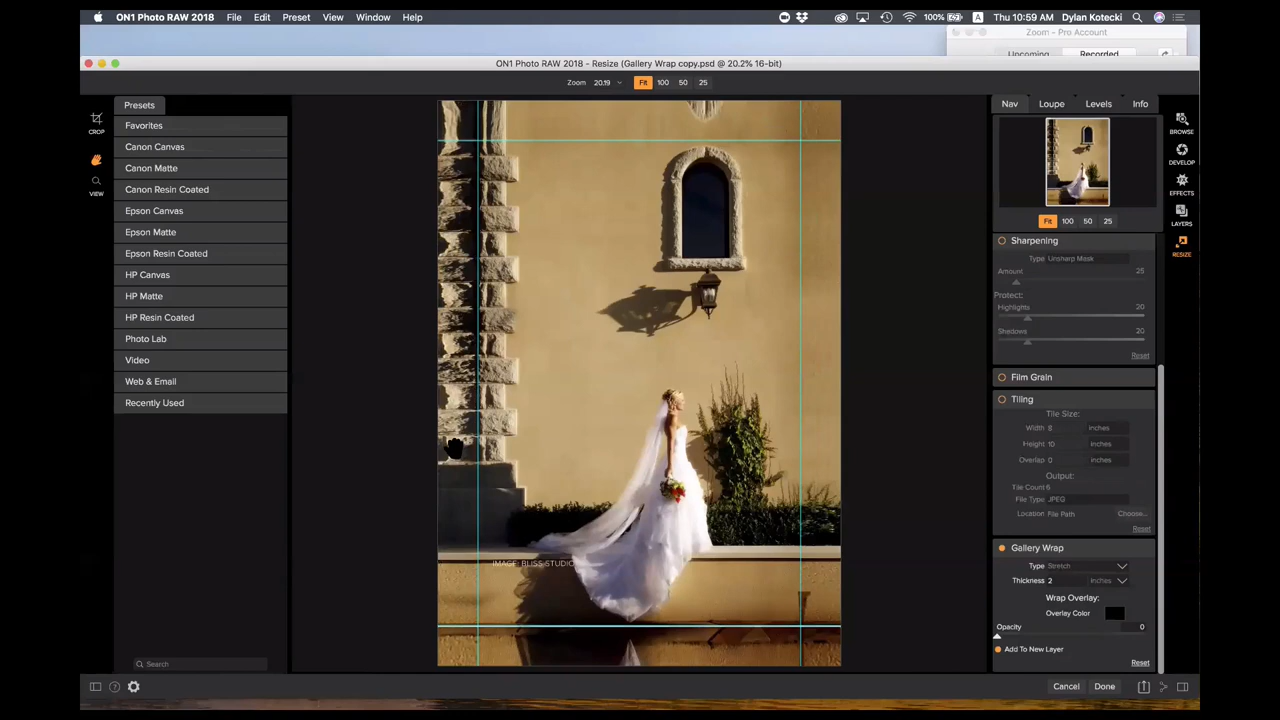 ON1 Photo RAW 2018 File Edit Preset View Window Help
100% A Thu 10:59 AM Dylan Kotecki
Zoom - Pro Account
Upcoming Recorded
ON1 Photo RAW 2018 - Resize (Gallery Wrap copy.psd @ 20.2% 16-bit)
Zoom 20.19 Fit 100 50 25
CROP
VIEW
Presets
Favorites
Canon Canvas
Canon Matte
Canon Resin Coated
Epson Canvas
Epson Matte
Epson Resin Coated
HP Canvas
HP Matte
HP Resin Coated
Photo Lab
Video
Web & Email
Recently Used
Search
IMAGE: BLISS STUDIO
Nav Loupe Levels Info
Fit 100 50 25
BROWSE
DEVELOP
EFFECTS
LAYERS
RESIZE
Sharpening
Type Unsharp Mask
Amount 25
Protect:
Highlights 20
Shadows 20
Reset
Film Grain
Tiling
Tile Size:
Width 8 inches
Height 10 inches
Overlap 0 inches
Output:
Tile Count 6
File Type JPEG
Location File Path Choose...
Reset
Gallery Wrap
Type Stretch
Thickness 2 Inches
Wrap Overlay:
Overlay Color
Opacity 0
Add To New Layer
Reset
Cancel Done